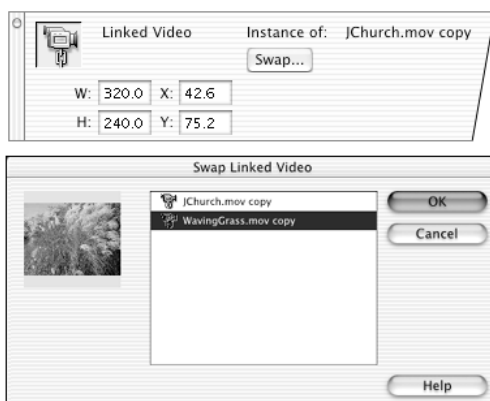 Linked Video Instance of: JChurch.mov copy
Swap...
W: 320.0 X: 42.6
H: 240.0 Y: 75.2
Swap Linked Video
JChurch.mov copy
WavingGrass.mov copy
OK
Cancel
Help